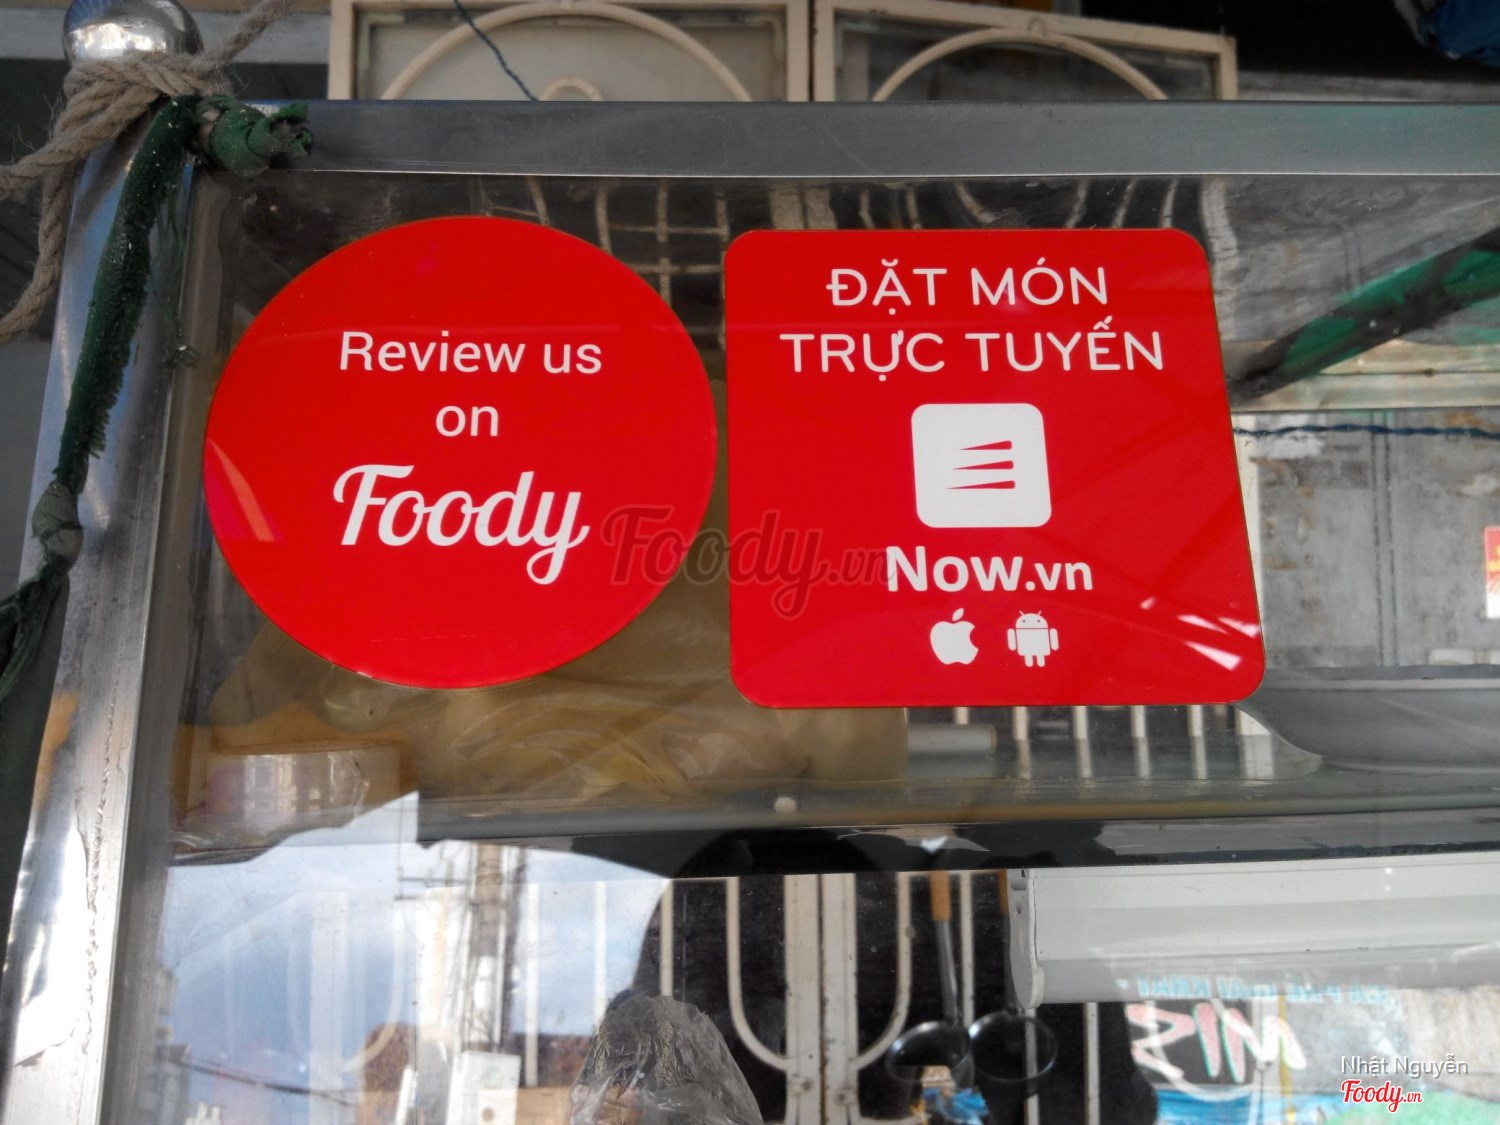 Review us
on
Foody
ĐẶT MÓN
TRỰC TUYẾN
Now.vn
Foody.vn
Nhật Nguyễn
Foody.vn